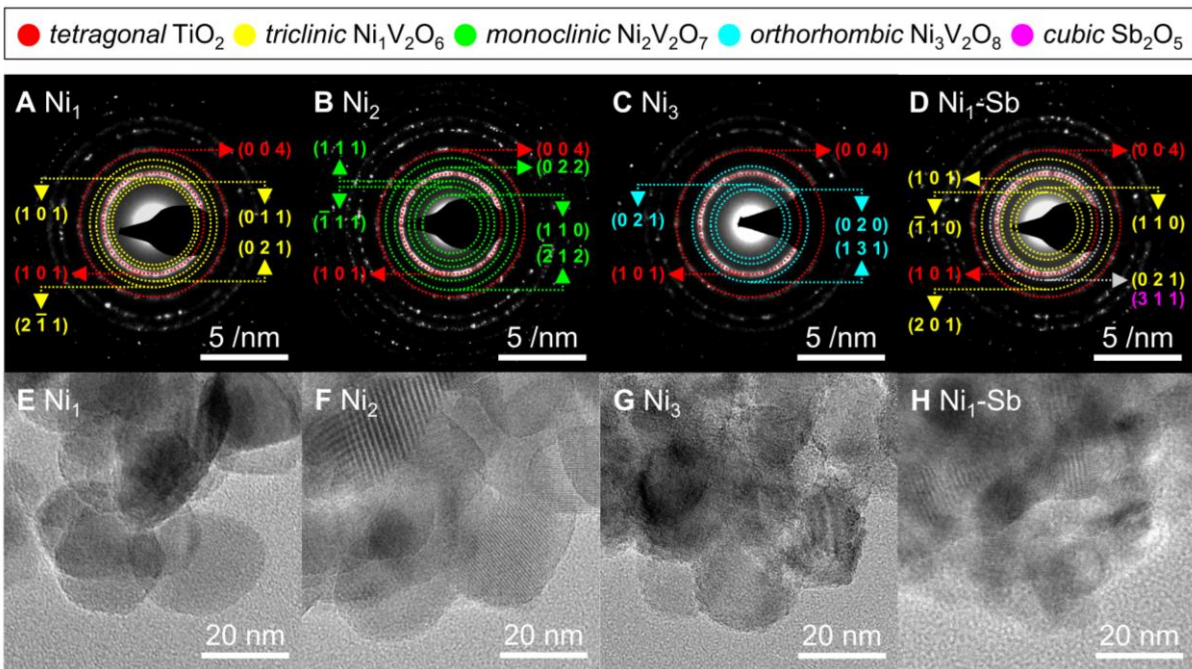 tetragonal TiO₂ triclinic Ni₁V₂O₆ monoclinic Ni₂V₂O₇ orthorhombic Ni₃V₂O₈ cubic Sb₂O₅
A Ni₁
(0 0 4)
(1 0 1)
(0 1 1)
(0 2 1)
(1 0 1)
(2 1̅ 1)
5 /nm
B Ni₂
(1 1 1)
(0 0 4)
(0 2 2)
(1̅ 1 1)
(1 1 0)
(2̅ 1 2)
(1 0 1)
5 /nm
C Ni₃
(0 0 4)
(0 2 1)
(0 2 0)
(1 3 1)
(1 0 1)
5 /nm
D Ni₁-Sb
(0 0 4)
(1 0 1)
(1̅ 1 0)
(1 1 0)
(1 0 1)
(0 2 1)
(3 1 1)
(2 0 1)
5 /nm
E Ni₁
20 nm
F Ni₂
20 nm
G Ni₃
20 nm
H Ni₁-Sb
20 nm